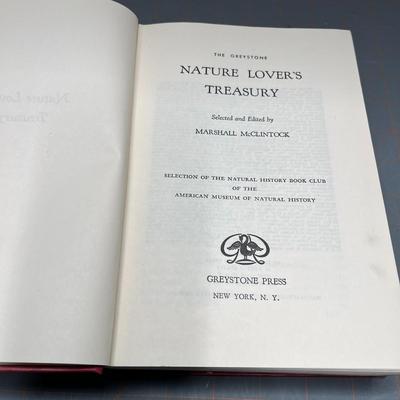 THE GREYSTONE
NATURE LOVER'S
TREASURY
Selected and Edited by
MARSHALL McCLINTOCK
SELECTION OF THE NATURAL HISTORY BOOK CLUB
OF THE
AMERICAN MUSEUM OF NATURAL HISTORY
GREYSTONE PRESS
NEW YORK, N. Y.